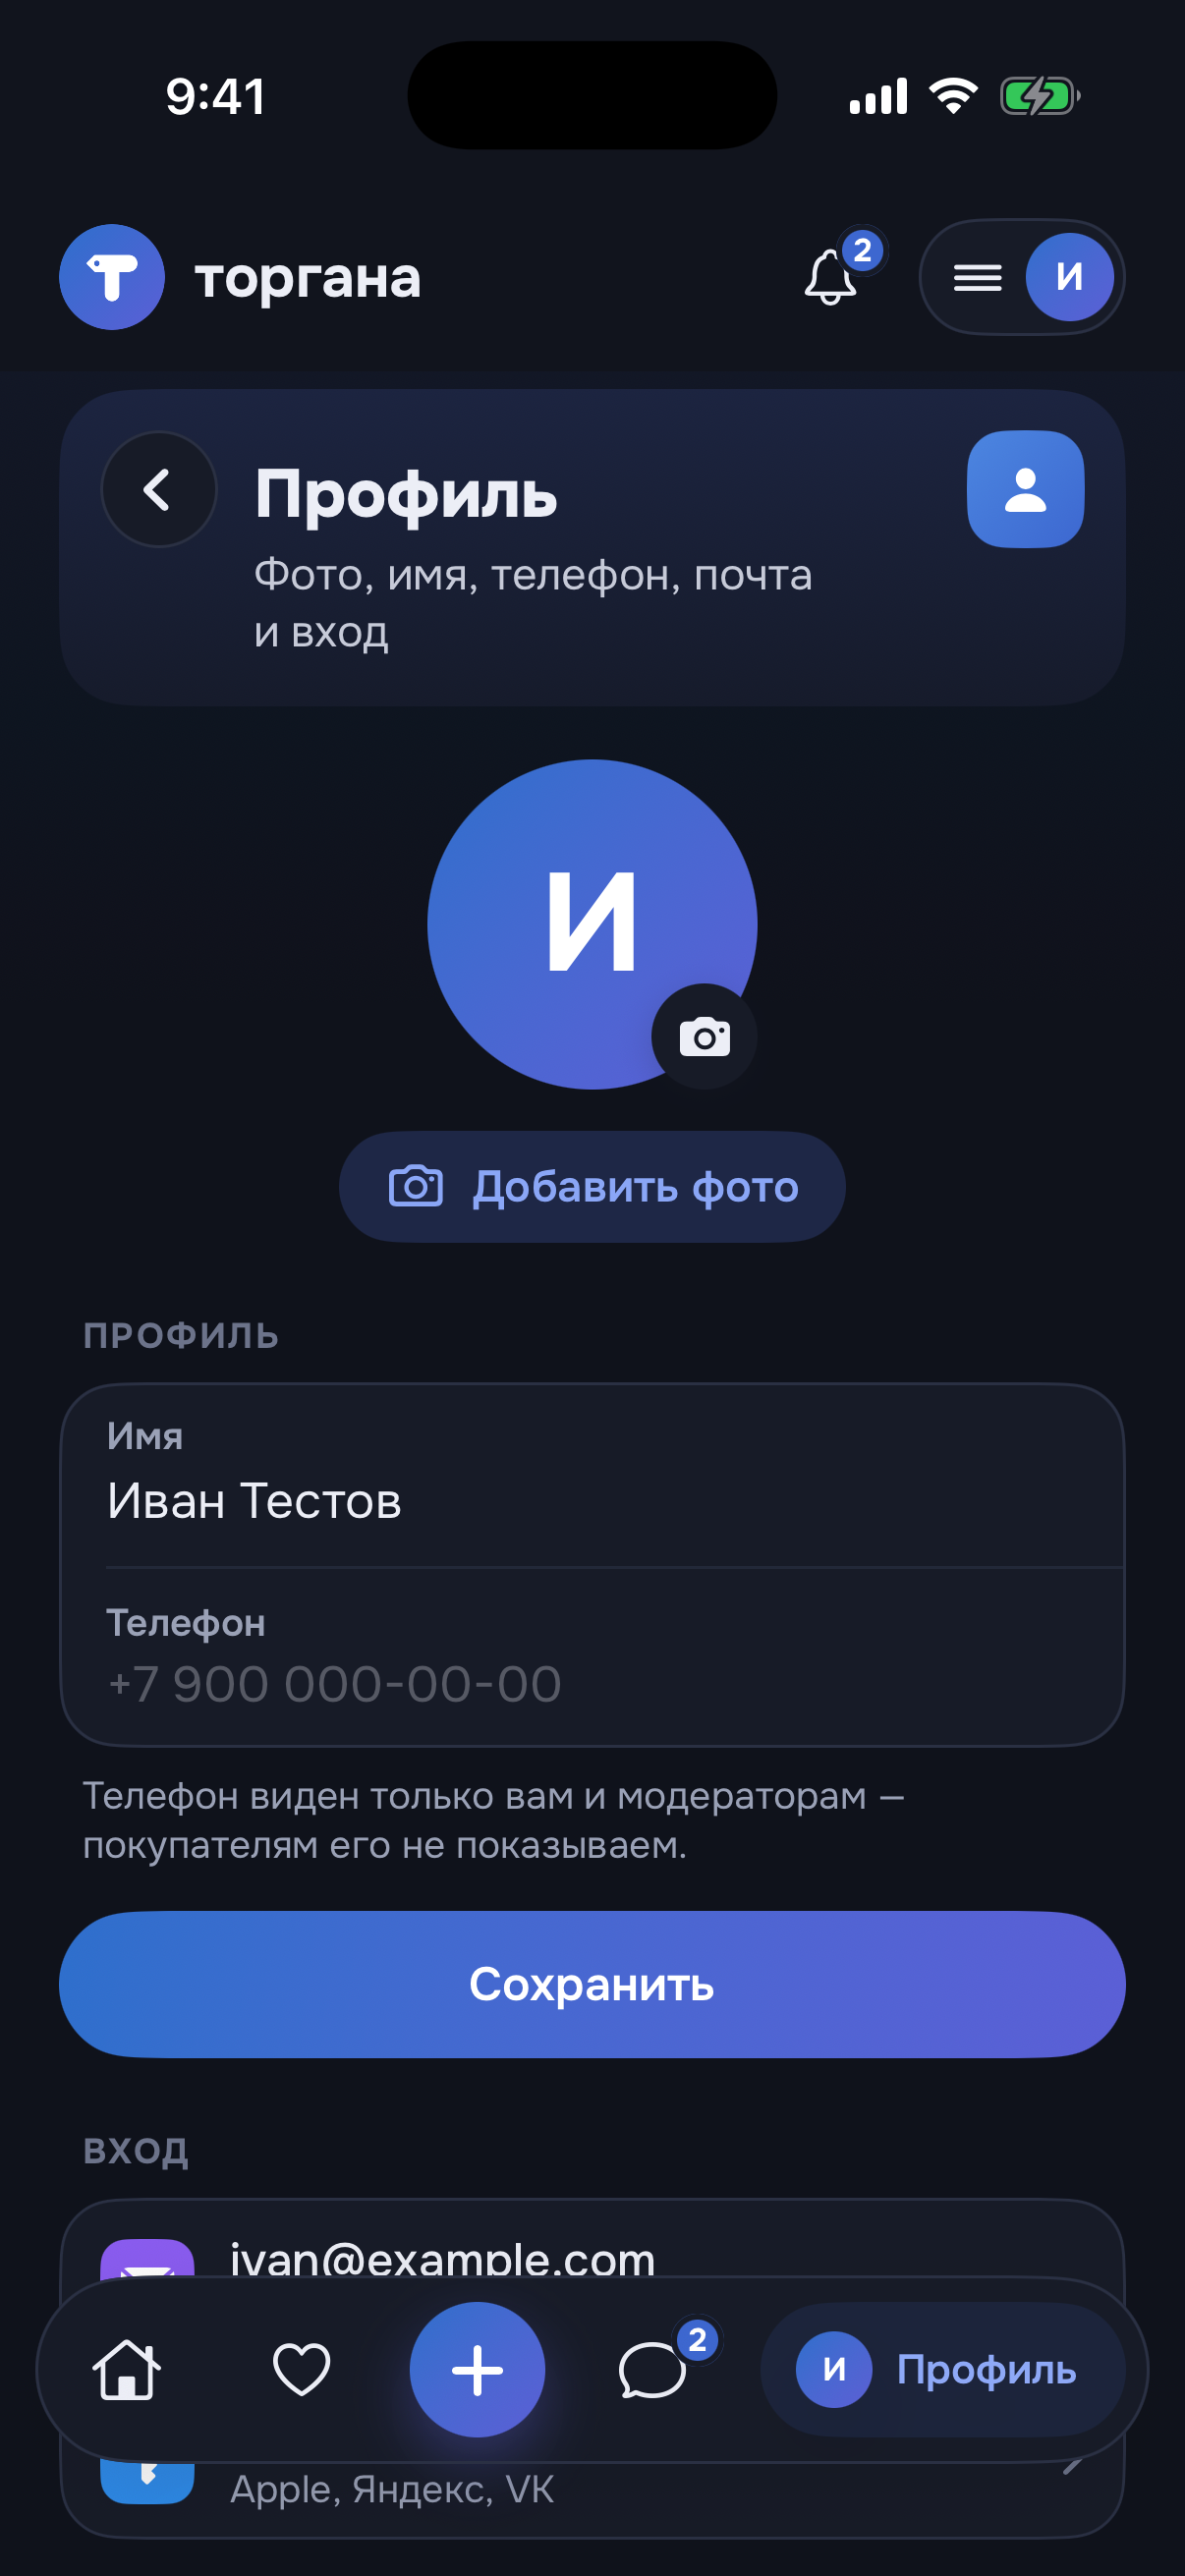 9:41
торгана
2
И
Профиль
Фото, имя, телефон, почта
и вход
И
Добавить фото
ПРОФИЛЬ
Имя
Иван Тестов
Телефон
+7 900 000-00-00
Телефон виден только вам и модераторам —
покупателям его не показываем.
Сохранить
ВХОД
ivan@example.com
2
И
Профиль
Apple, Яндекс, VK